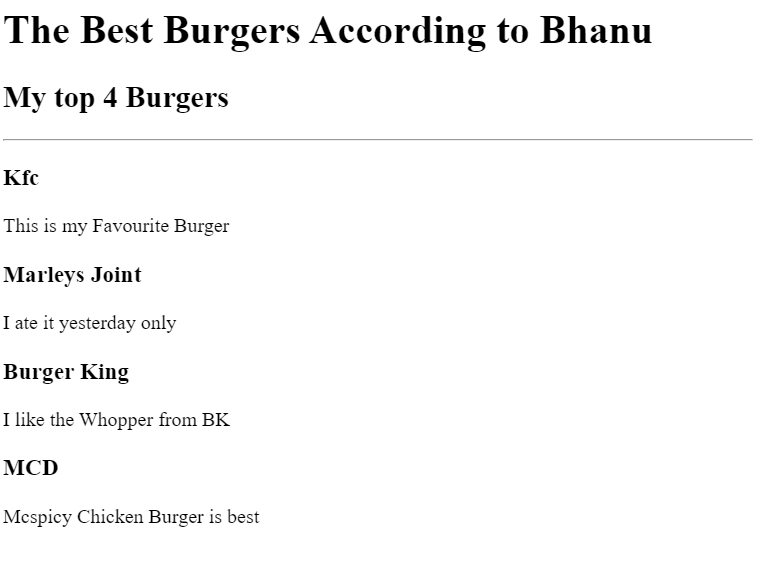 The Best Burgers According to Bhanu
My top 4 Burgers
Kfc
This is my Favourite Burger
Marleys Joint
I ate it yesterday only
Burger King
I like the Whopper from BK
MCD
Mcspicy Chicken Burger is best